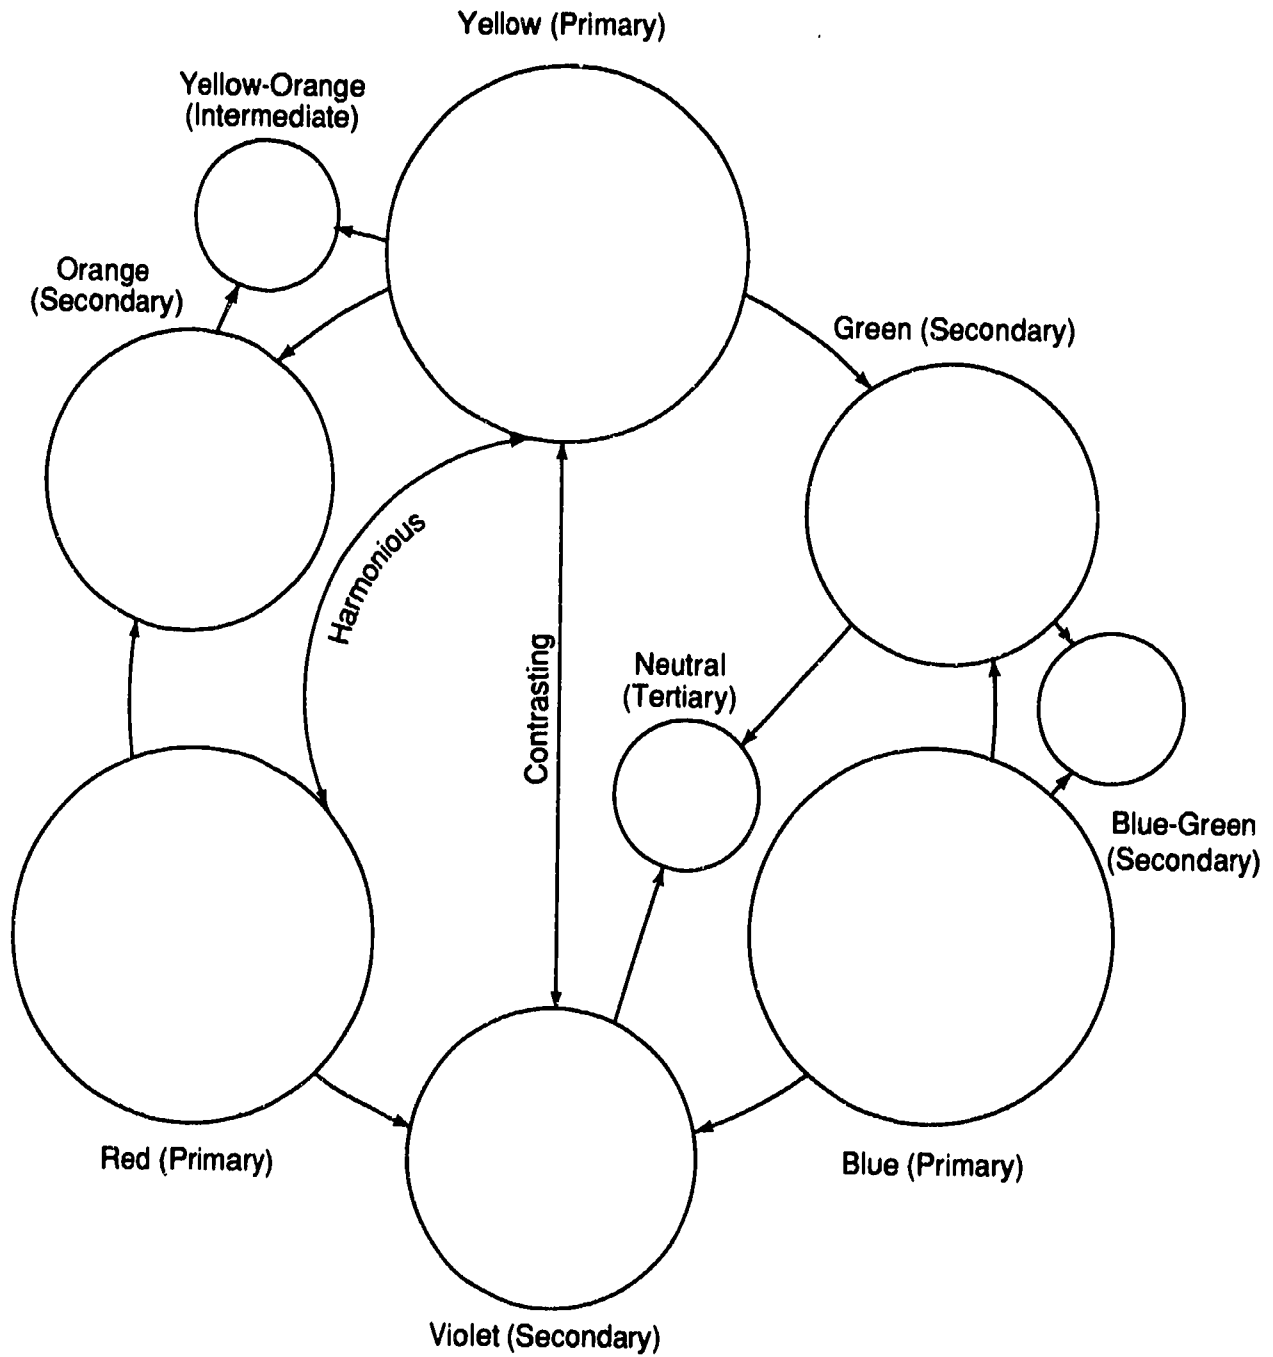 Yellow (Primary)
Yellow-Orange
(Intermediate)
Orange
(Secondary)
Green (Secondary)
Harmonious
Contrasting
Neutral
(Tertiary)
Blue-Green
(Secondary)
Red (Primary)
Blue (Primary)
Violet (Secondary)